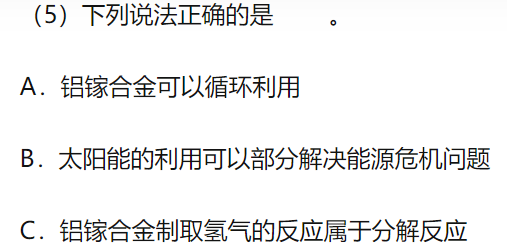 （5）下列说法正确的是　　。
A．铝镓合金可以循环利用
B．太阳能的利用可以部分解决能源危机问题
C．铝镓合金制取氢气的反应属于分解反应